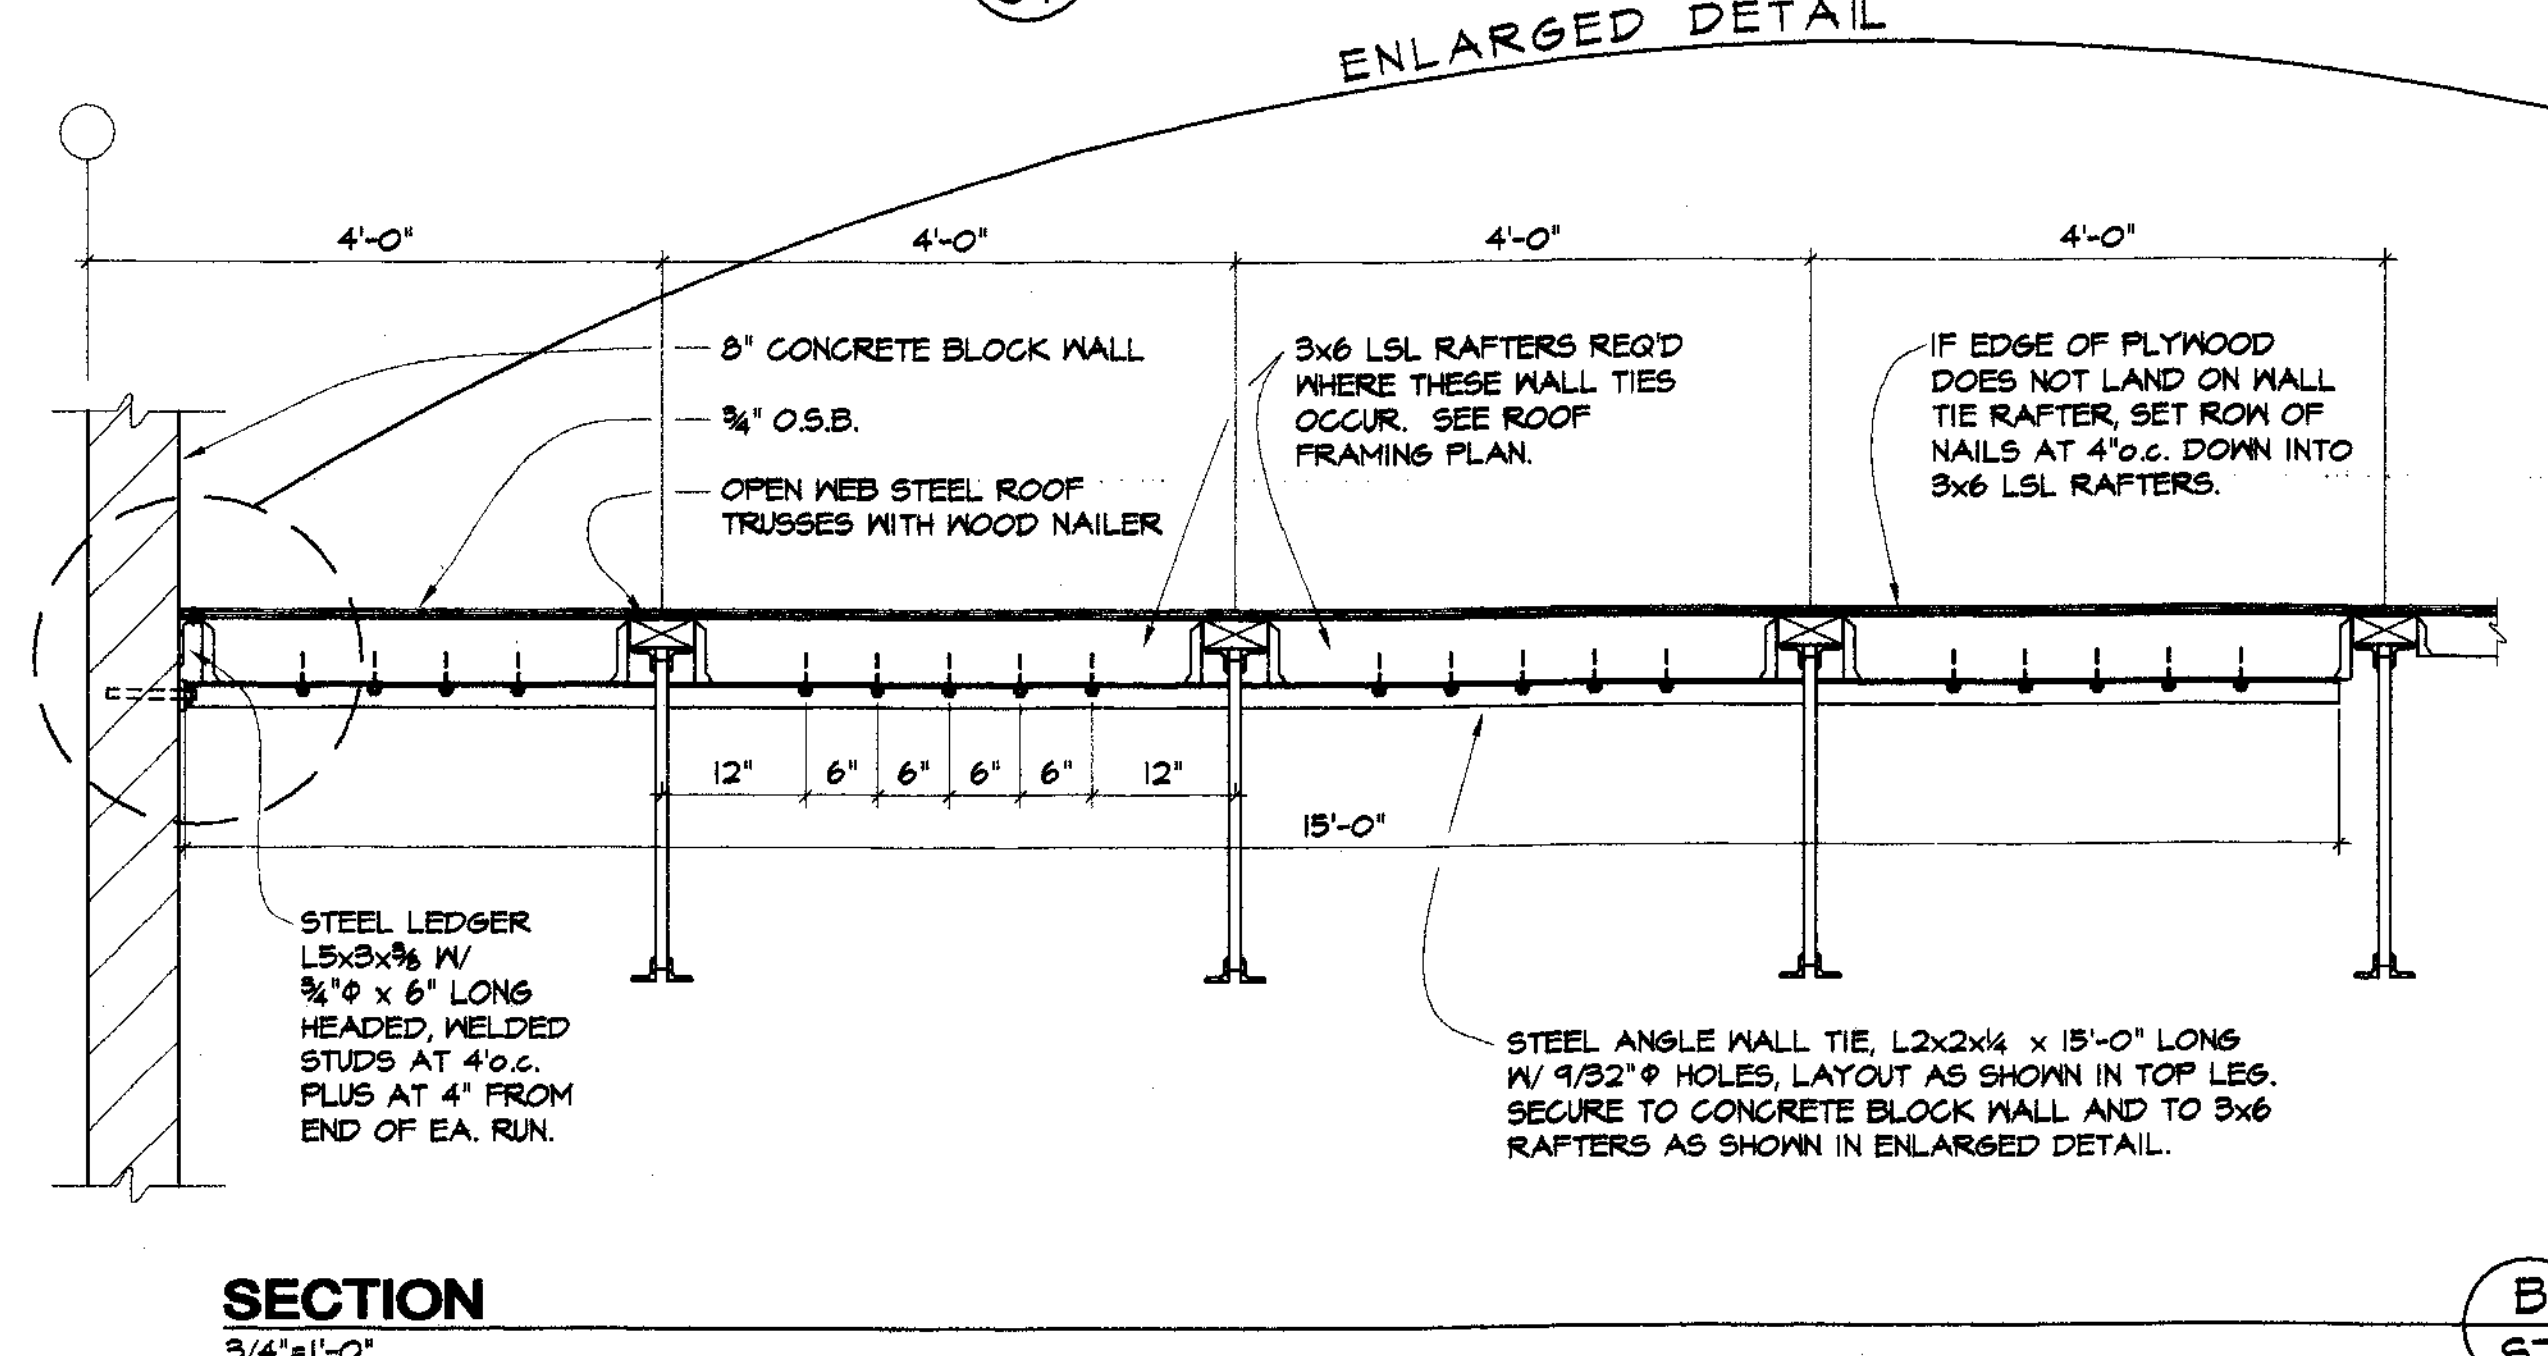 ENLARGED DETAIL
4'-0" 4'-0" 4'-0" 4'-0"
8" CONCRETE BLOCK WALL
3/4" O.S.B.
OPEN WEB STEEL ROOF
TRUSSES WITH WOOD NAILER
3x6 LSL RAFTERS REQ'D
WHERE THESE WALL TIES
OCCUR. SEE ROOF
FRAMING PLAN.
IF EDGE OF PLYWOOD
DOES NOT LAND ON WALL
TIE RAFTER, SET ROW OF
NAILS AT 4"o.c. DOWN INTO
3x6 LSL RAFTERS.
12" 6" 6" 6" 6" 12"
15'-0"
STEEL LEDGER
L5x3x3/8 W/
3/4"Φ x 6" LONG
HEADED, WELDED
STUDS AT 4'o.c.
PLUS AT 4" FROM
END OF EA. RUN.
STEEL ANGLE WALL TIE, L2x2x1/4 x 15'-0" LONG
W/ 9/32"Φ HOLES, LAYOUT AS SHOWN IN TOP LEG.
SECURE TO CONCRETE BLOCK WALL AND TO 3x6
RAFTERS AS SHOWN IN ENLARGED DETAIL.
SECTION
3/4"=1'-0"
B